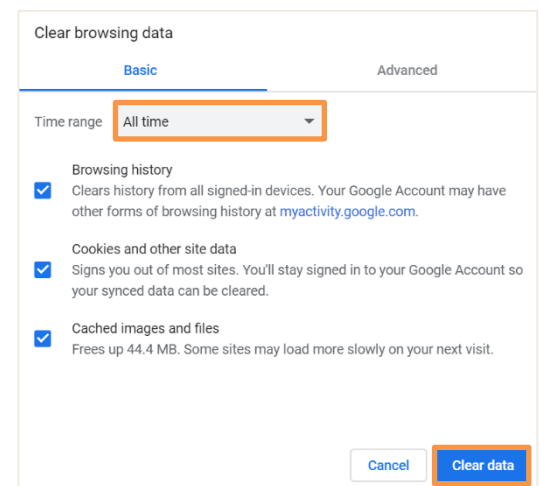 Clear browsing data
Basic Advanced
Time range All time
Browsing history
Clears history from all signed-in devices. Your Google Account may have
other forms of browsing history at myactivity.google.com.
Cookies and other site data
Signs you out of most sites. You'll stay signed in to your Google Account so
your synced data can be cleared.
Cached images and files
Frees up 44.4 MB. Some sites may load more slowly on your next visit.
Cancel Clear data